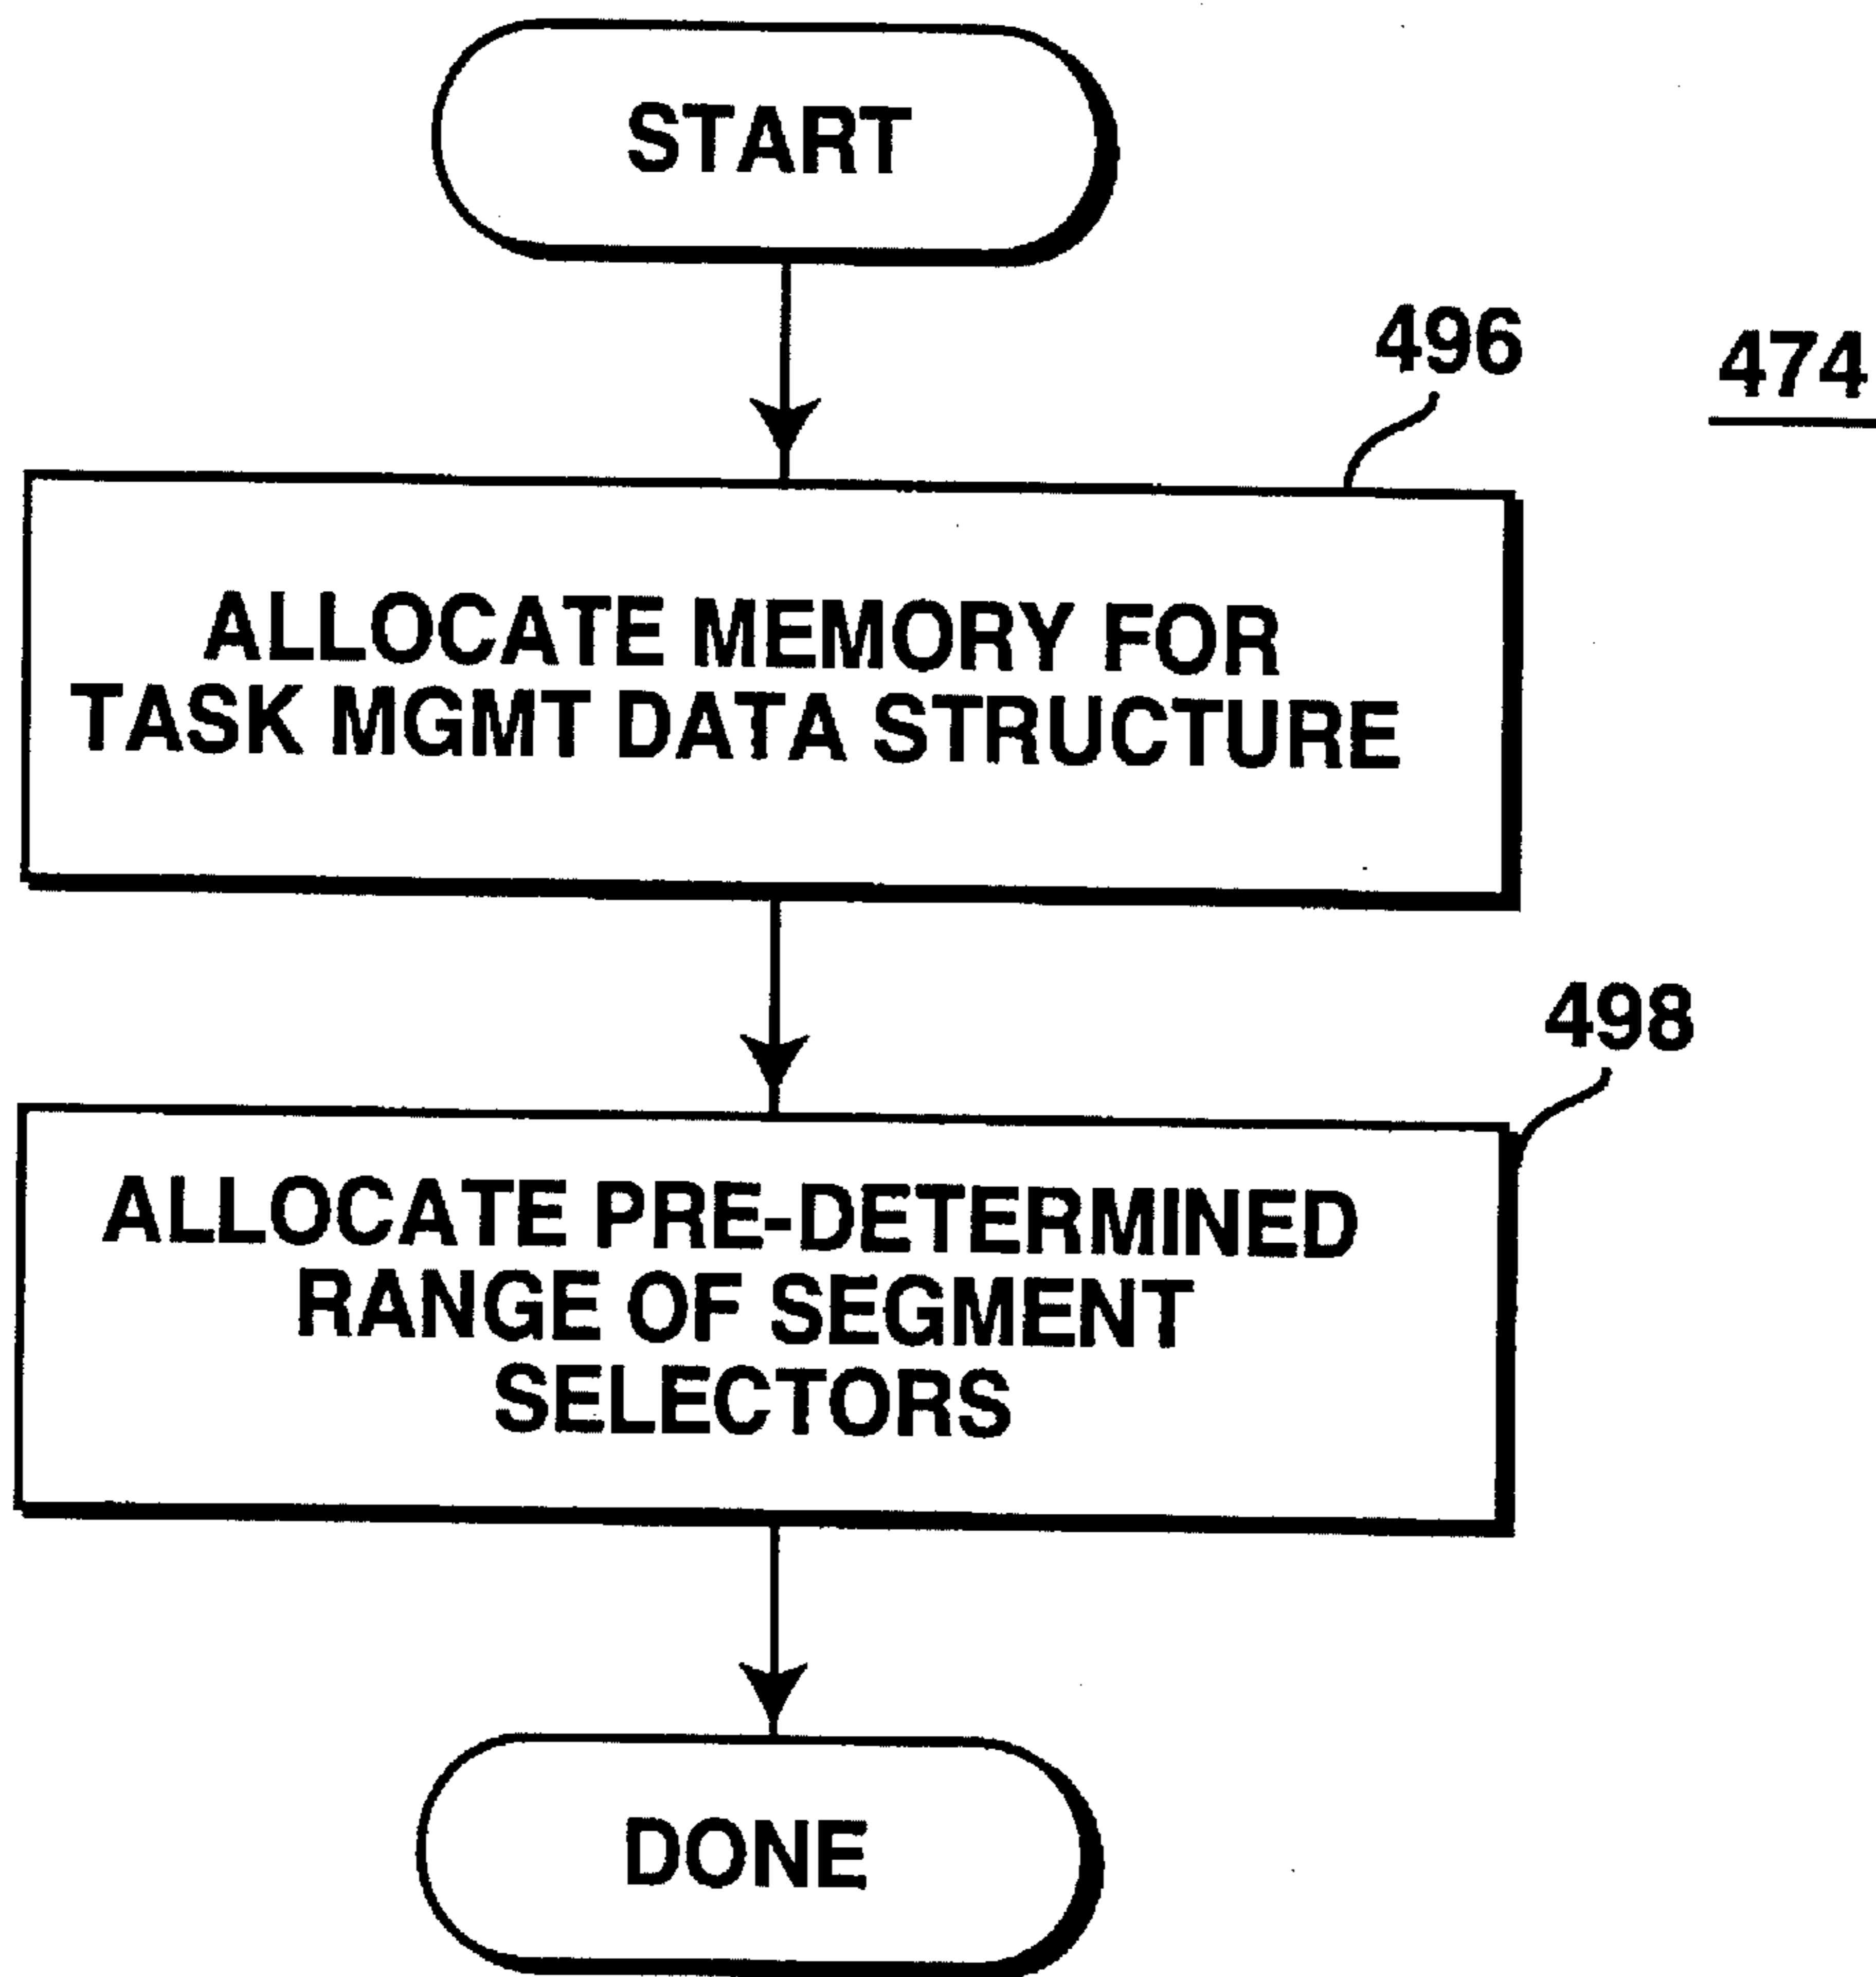 START
496
474
ALLOCATE MEMORY FOR
TASK MGMT DATA STRUCTURE
498
ALLOCATE PRE-DETERMINED
RANGE OF SEGMENT
SELECTORS
DONE